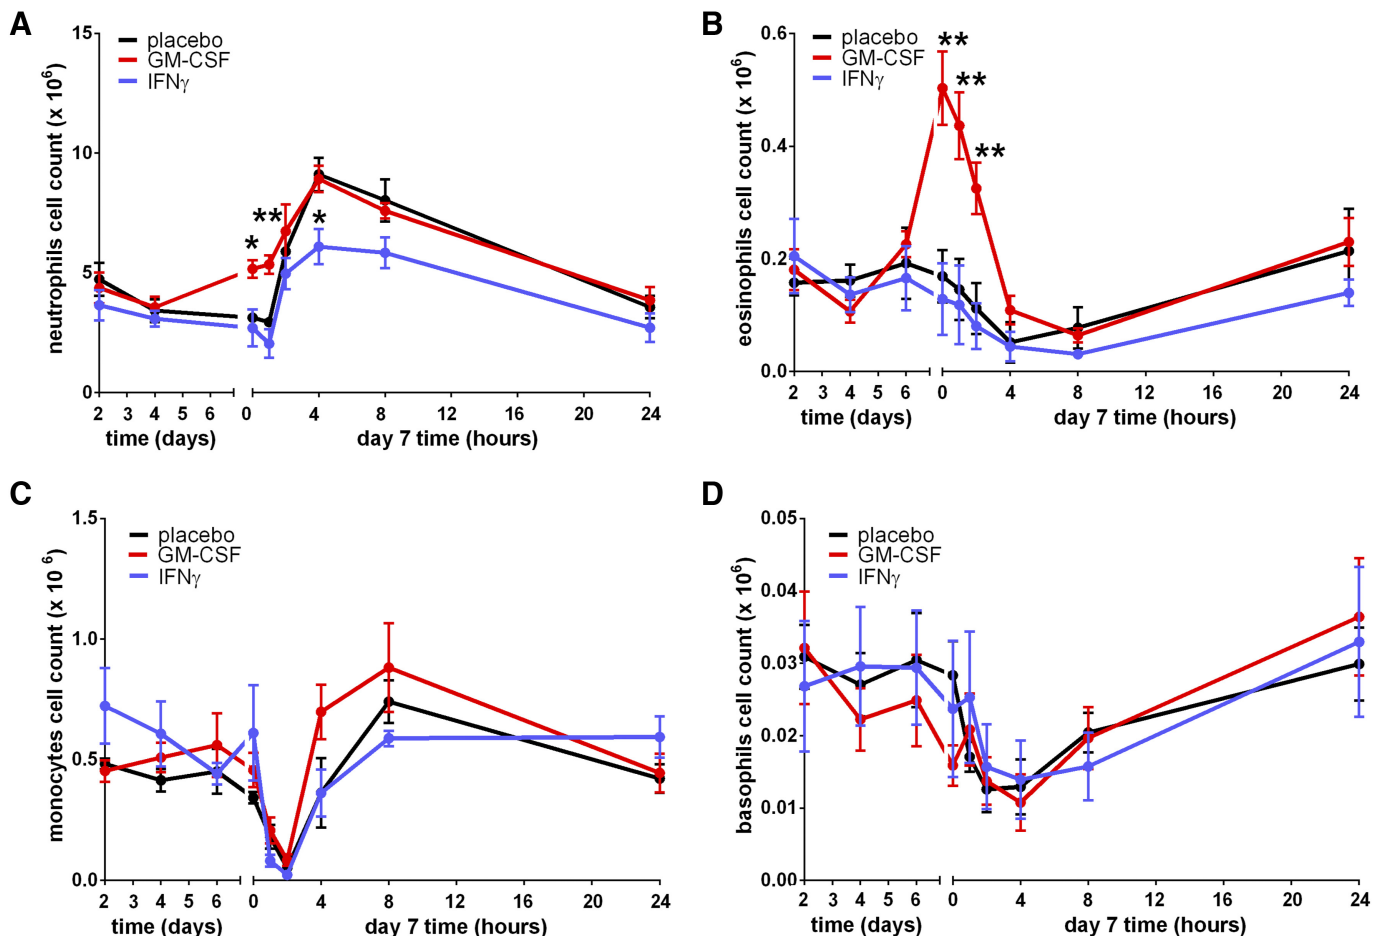 A
neutrophils cell count (x 10⁶)
15
10
5
0
placebo
GM-CSF
IFNγ
*
**
*
2 3 4 5 6 0 4 8 12 16 20 24
time (days) day 7 time (hours)
B
eosinophils cell count (x 10⁶)
0.6
0.4
0.2
0.0
placebo
GM-CSF
IFNγ
**
**
**
2 3 4 5 6 0 4 8 12 16 20 24
time (days) day 7 time (hours)
C
monocytes cell count (x 10⁶)
1.5
1.0
0.5
0.0
placebo
GM-CSF
IFNγ
2 3 4 5 6 0 4 8 12 16 20 24
time (days) day 7 time (hours)
D
basophils cell count (x 10⁶)
0.05
0.04
0.03
0.02
0.01
0.00
placebo
GM-CSF
IFNγ
2 3 4 5 6 0 4 8 12 16 20 24
time (days) day 7 time (hours)